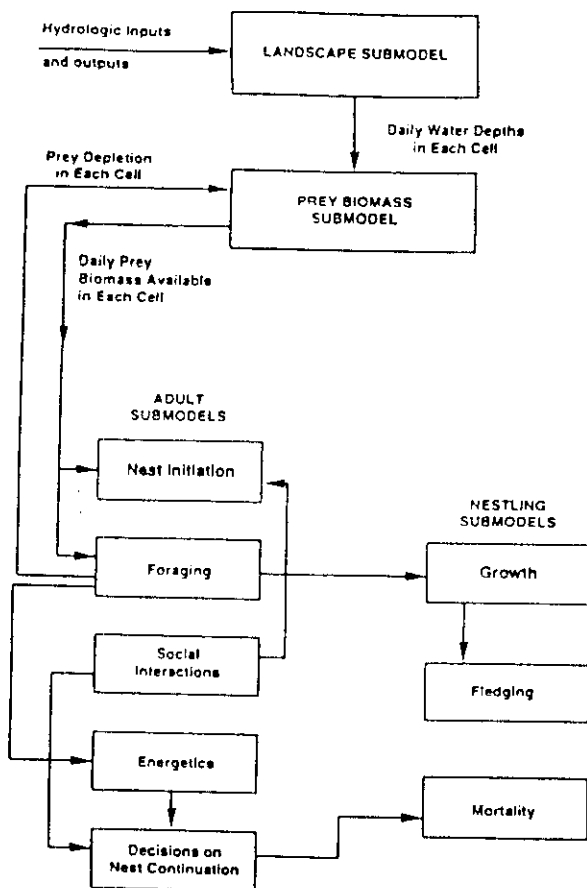 Hydrologic Inputs
and outputs
LANDSCAPE SUBMODEL
Daily Water Depths
in Each Cell
Prey Depletion
in Each Cell
PREY BIOMASS
SUBMODEL
Daily Prey
Biomass Available
in Each Cell
ADULT
SUBMODELS
Nest Initiation
Foraging
Social
Interactions
Energetics
Decisions on
Nest Continuation
NESTLING
SUBMODELS
Growth
Fledging
Mortality